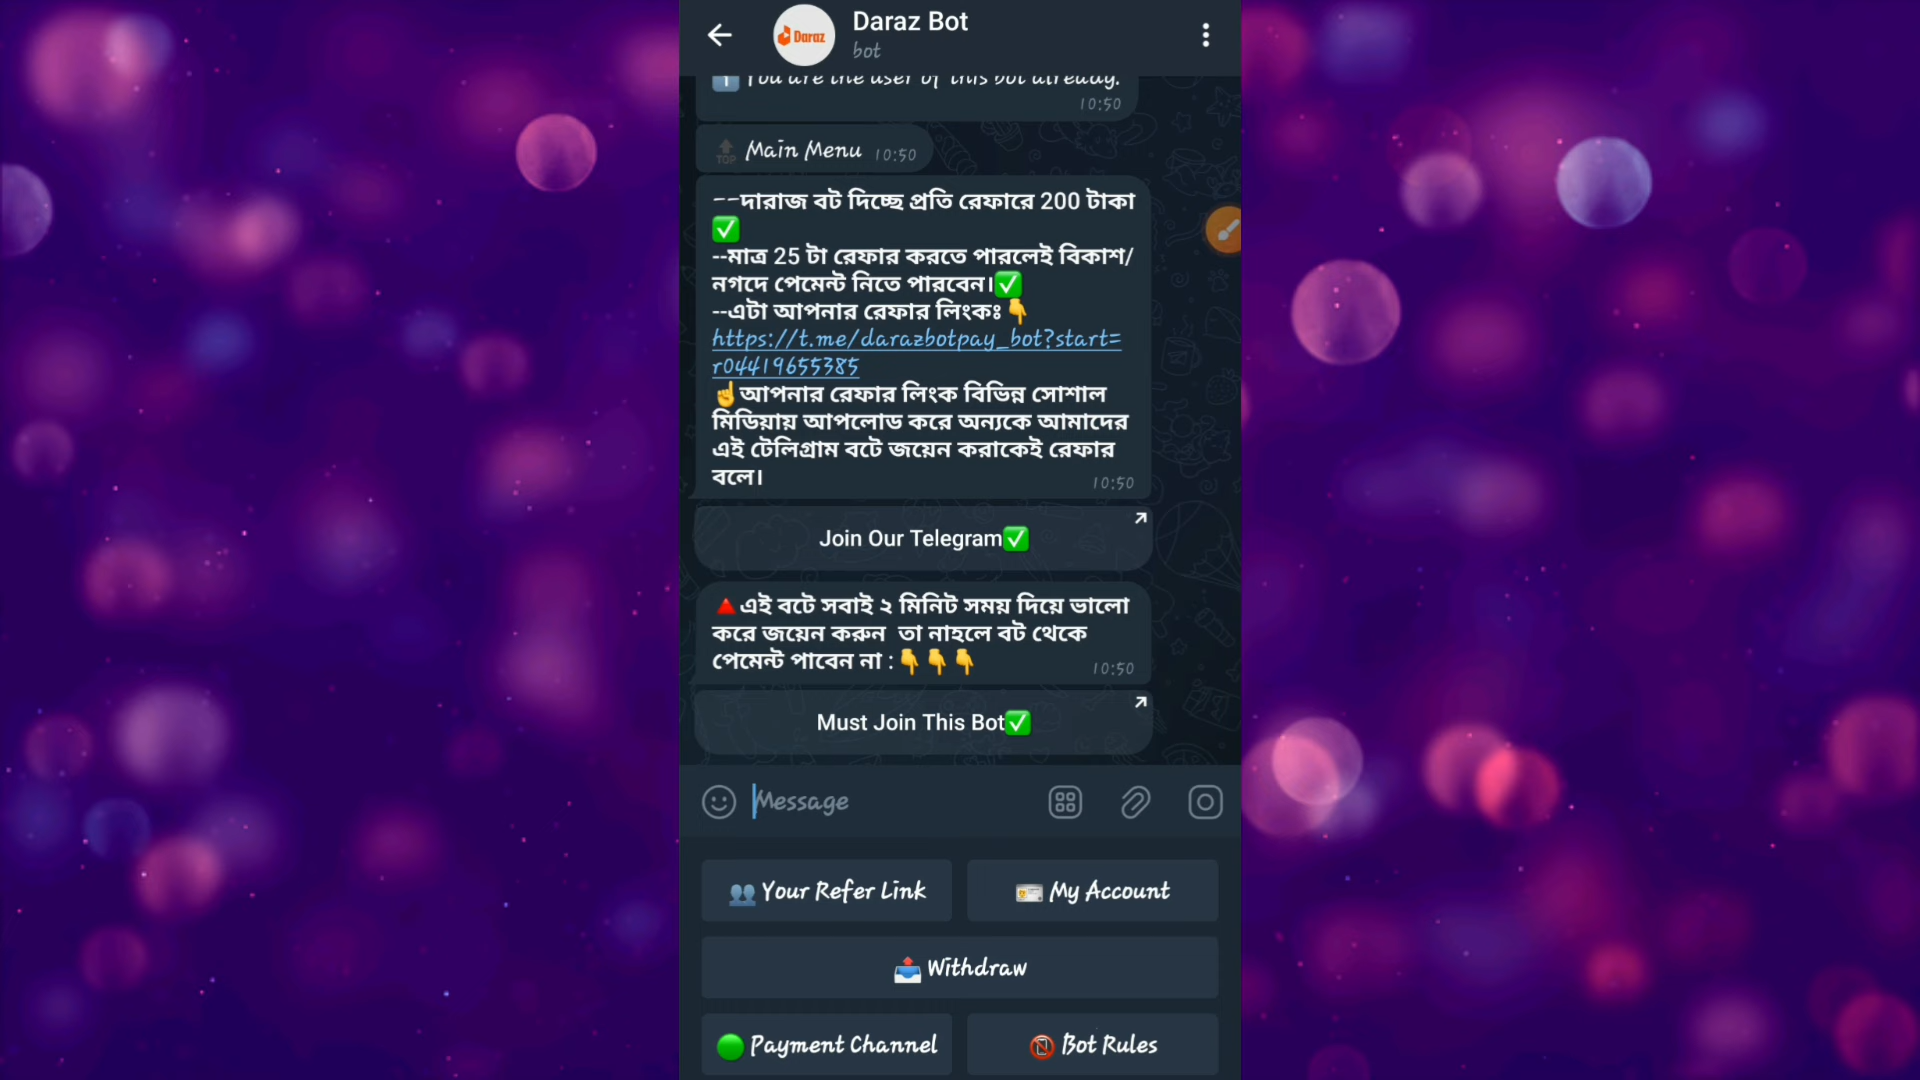 Daraz
Daraz Bot
bot
You are the user of this bot already.
10:50
TOP Main Menu 10:50
--দারাজ বট দিচ্ছে প্রতি রেফারে 200 টাকা
✅
--মাত্র 25 টা রেফার করতে পারলেই বিকাশ/
নগদে পেমেন্ট নিতে পারবেন।✅
--এটা আপনার রেফার লিংকঃ👇
https://t.me/darazbotpay_bot?start=
r04419655385
☝️আপনার রেফার লিংক বিভিন্ন সোশাল
মিডিয়ায় আপলোড করে অন্যকে আমাদের
এই টেলিগ্রাম বটে জয়েন করাকেই রেফার
বলে।
10:50
Join Our Telegram✅
🔺এই বটে সবাই ২ মিনিট সময় দিয়ে ভালো
করে জয়েন করুন তা নাহলে বট থেকে
পেমেন্ট পাবেন না :👇👇👇
10:50
Must Join This Bot✅
Message
👥 Your Refer Link
🪪 My Account
📤 Withdraw
🟢 Payment Channel
📵 Bot Rules